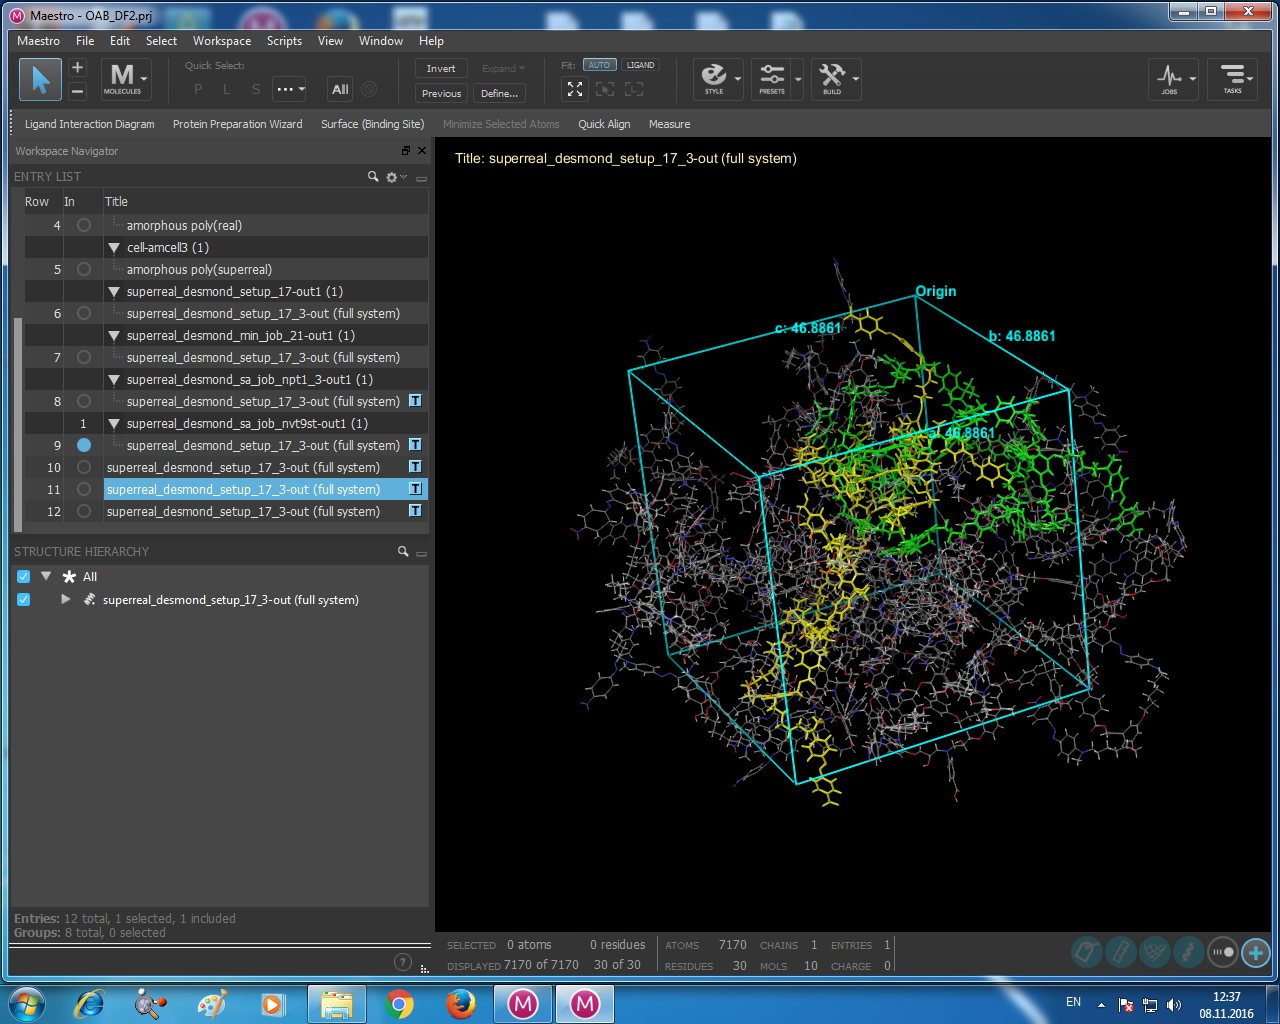 Maestro - OAB_DF2.prj
Maestro File Edit Select Workspace Scripts View Window Help
M MOLECULES
Quick Select:
P L S ... All
Invert Expand
Previous Define...
Fit: AUTO LIGAND
STYLE PRESETS BUILD JOBS TASKS
Ligand Interaction Diagram Protein Preparation Wizard Surface (Binding Site) Minimize Selected Atoms Quick Align Measure
Workspace Navigator
ENTRY LIST
Row In Title
4 amorphous poly(real)
cell-amcell3 (1)
5 amorphous poly(superreal)
superreal_desmond_setup_17-out1 (1)
6 superreal_desmond_setup_17_3-out (full system)
superreal_desmond_min_job_21-out1 (1)
7 superreal_desmond_setup_17_3-out (full system)
superreal_desmond_sa_job_npt1_3-out1 (1)
8 superreal_desmond_setup_17_3-out (full system) T
1 superreal_desmond_sa_job_nvt9st-out1 (1)
9 superreal_desmond_setup_17_3-out (full system) T
10 superreal_desmond_setup_17_3-out (full system) T
11 superreal_desmond_setup_17_3-out (full system) T
12 superreal_desmond_setup_17_3-out (full system) T
STRUCTURE HIERARCHY
All
superreal_desmond_setup_17_3-out (full system)
Entries: 12 total, 1 selected, 1 included
Groups: 8 total, 0 selected
Title: superreal_desmond_setup_17_3-out (full system)
Origin
c: 46.8861
b: 46.8861
a: 46.8861
SELECTED 0 atoms 0 residues ATOMS 7170 CHAINS 1 ENTRIES 1
DISPLAYED 7170 of 7170 30 of 30 RESIDUES 30 MOLS 10 CHARGE 0
EN
12:37
08.11.2016